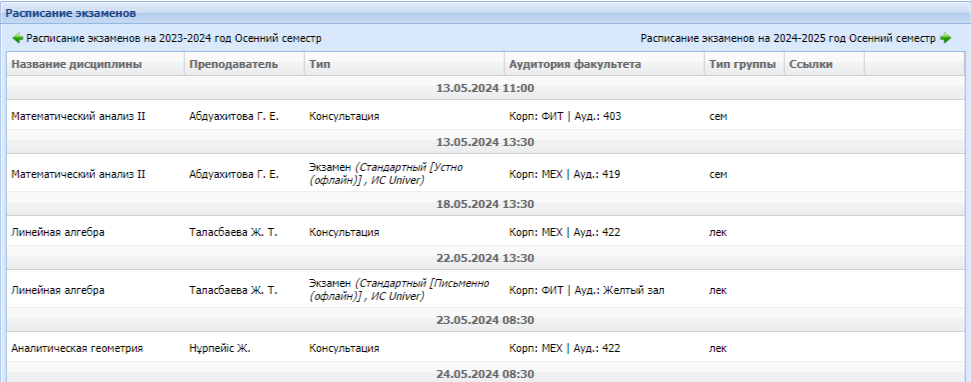 Расписание экзаменов
Расписание экзаменов на 2023-2024 год Осенний семестр Расписание экзаменов на 2024-2025 год Осенний семестр
Название дисциплины Преподаватель Тип Аудитория факультета Тип группы Ссылки
13.05.2024 11:00
Математический анализ II Абдуахитова Г. Е. Консультация Корп: ФИТ | Ауд.: 403 сем
13.05.2024 13:30
Математический анализ II Абдуахитова Г. Е. Экзамен (Стандартный [Устно
(офлайн)] , ИС Univer) Корп: МЕХ | Ауд.: 419 сем
18.05.2024 13:30
Линейная алгебра Таласбаева Ж. Т. Консультация Корп: МЕХ | Ауд.: 422 лек
22.05.2024 13:30
Линейная алгебра Таласбаева Ж. Т. Экзамен (Стандартный [Письменно
(офлайн)] , ИС Univer) Корп: ФИТ | Ауд.: Желтый зал лек
23.05.2024 08:30
Аналитическая геометрия Нұрпейіс Ж. Консультация Корп: МЕХ | Ауд.: 422 лек
24.05.2024 08:30